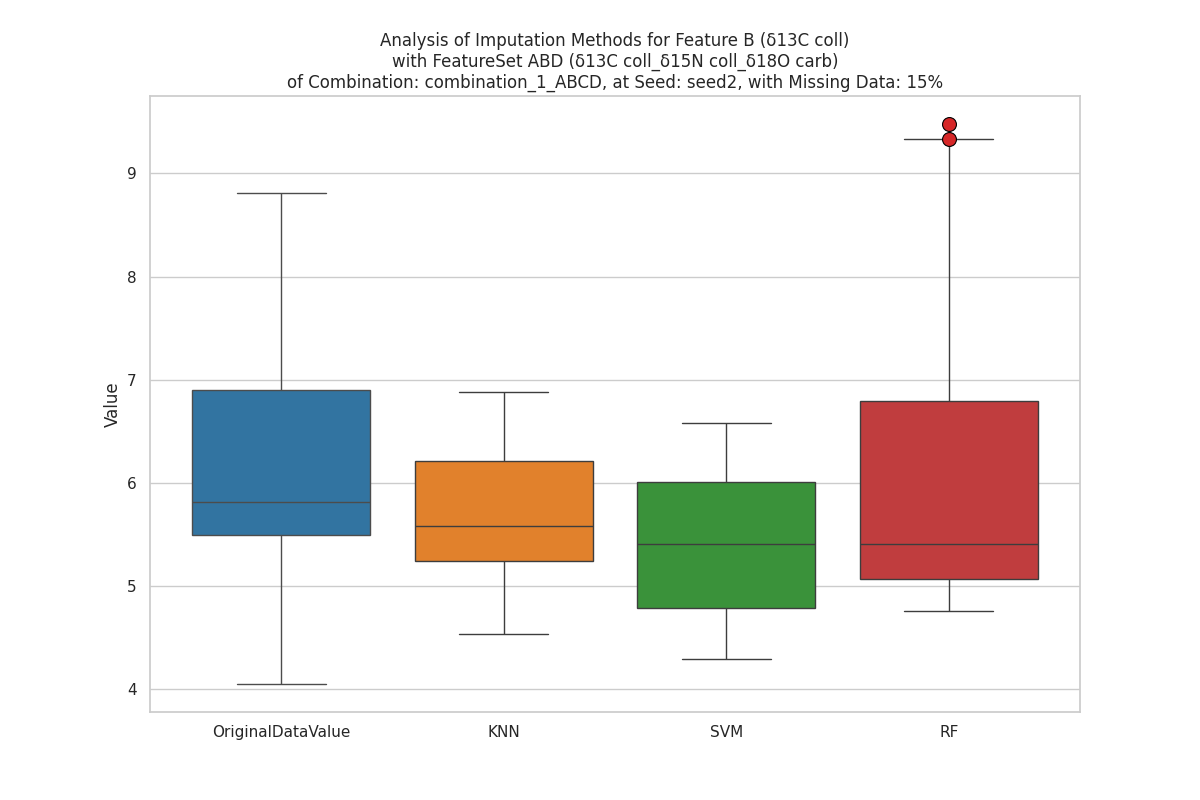 Analysis of Imputation Methods for Feature B (δ13C coll)
with FeatureSet ABD (δ13C coll_δ15N coll_δ18O carb)
of Combination: combination_1_ABCD, at Seed: seed2, with Missing Data: 15%
9
8
7
6
5
4
Value
OriginalDataValue
KNN
SVM
RF